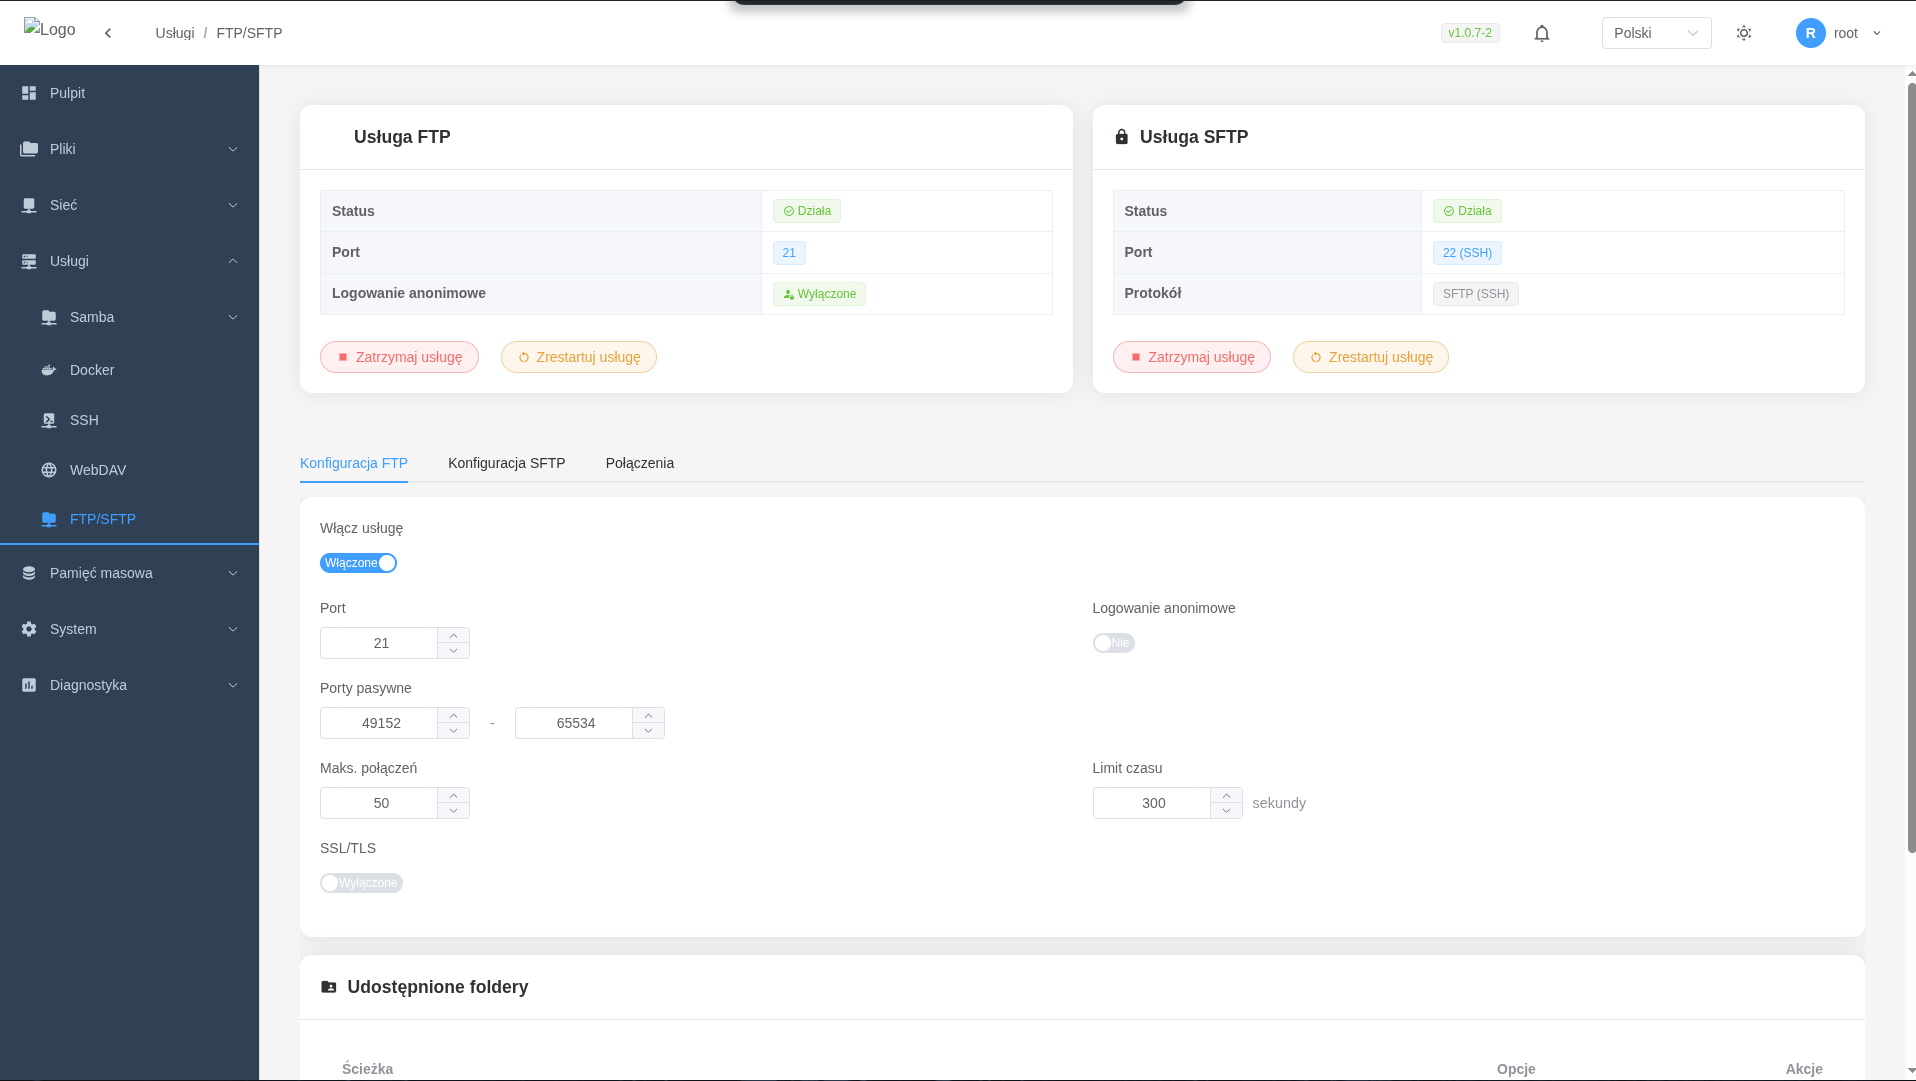 Logo
Usługi / FTP/SFTP
v1.0.7-2
Polski
R root
Pulpit
Pliki
Sieć
Usługi
Samba
Docker
SSH
WebDAV
FTP/SFTP
Pamięć masowa
System
Diagnostyka
Usługa FTP
Status Działa
Port 21
Logowanie anonimowe Wyłączone
Zatrzymaj usługę Zrestartuj usługę
Usługa SFTP
Status Działa
Port 22 (SSH)
Protokół SFTP (SSH)
Zatrzymaj usługę Zrestartuj usługę
Konfiguracja FTP Konfiguracja SFTP Połączenia
Włącz usługę
Włączone
Port Logowanie anonimowe
21 Nie
Porty pasywne
49152 - 65534
Maks. połączeń Limit czasu
50 300 sekundy
SSL/TLS
Wyłączone
Udostępnione foldery
Ścieżka Opcje Akcje